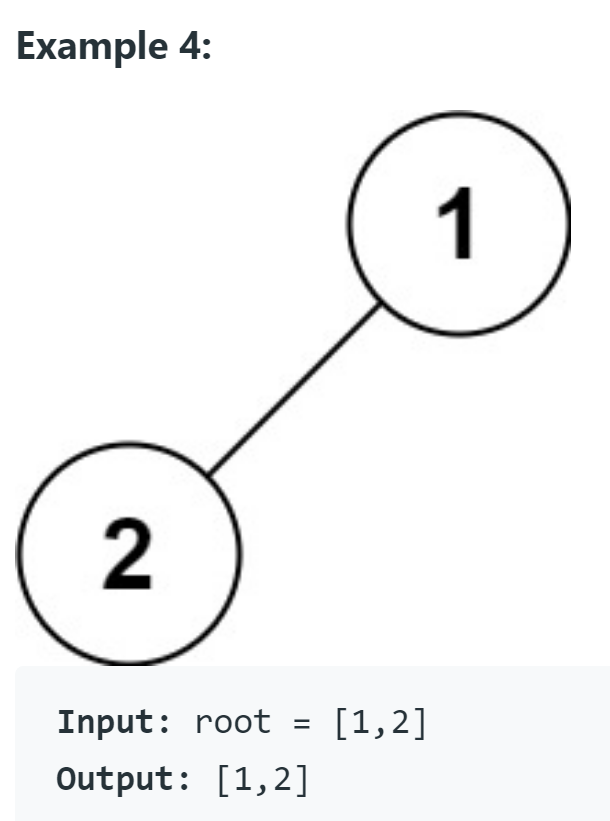 Example 4:
1
2
Input: root = [1,2]
Output: [1,2]